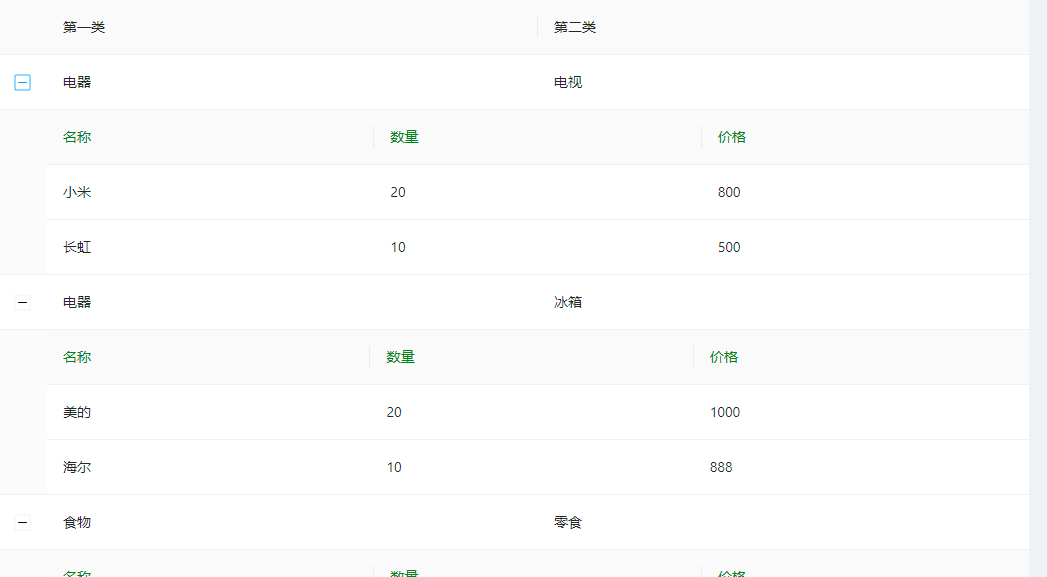 第一类 第二类
电器 电视
名称 数量 价格
小米 20 800
长虹 10 500
电器 冰箱
名称 数量 价格
美的 20 1000
海尔 10 888
食物 零食
名称 数量 价格